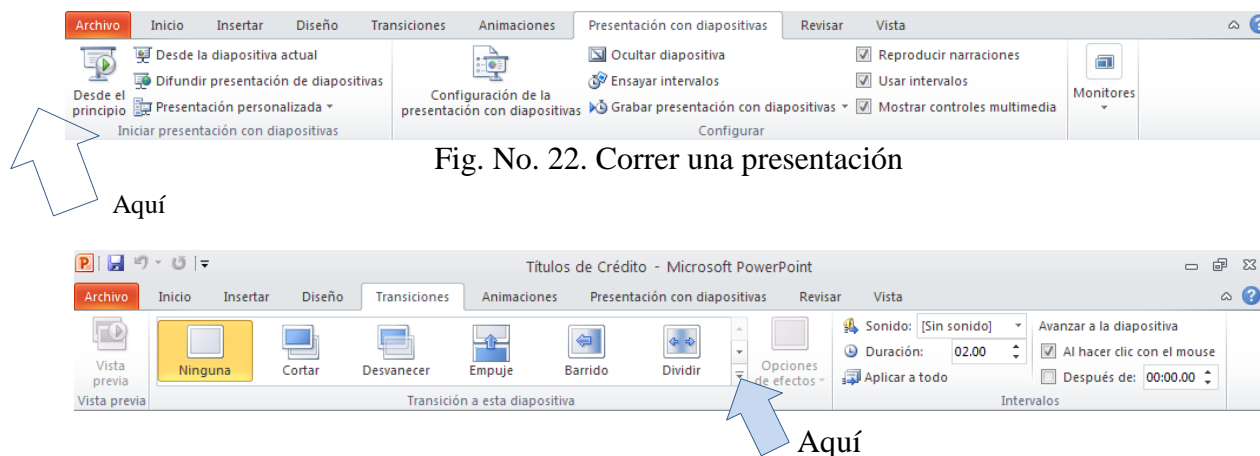 Archivo Inicio Insertar Diseño Transiciones Animaciones Presentación con diapositivas Revisar Vista
Desde el principio
Desde la diapositiva actual
Difundir presentación de diapositivas
Presentación personalizada
Configuración de la presentación con diapositivas
Ocultar diapositiva
Ensayar intervalos
Grabar presentación con diapositivas
Reproducir narraciones
Usar intervalos
Mostrar controles multimedia
Monitores
Iniciar presentación con diapositivas
Configurar
Fig. No. 22. Correr una presentación
Aquí
Títulos de Crédito - Microsoft PowerPoint
Archivo Inicio Insertar Diseño Transiciones Animaciones Presentación con diapositivas Revisar Vista
Vista previa
Ninguna Cortar Desvanecer Empuje Barrido Dividir
Opciones de efectos
Sonido: [Sin sonido]
Duración: 02.00
Aplicar a todo
Avanzar a la diapositiva
Al hacer clic con el mouse
Después de: 00:00.00
Vista previa
Transición a esta diapositiva
Intervalos
Aquí